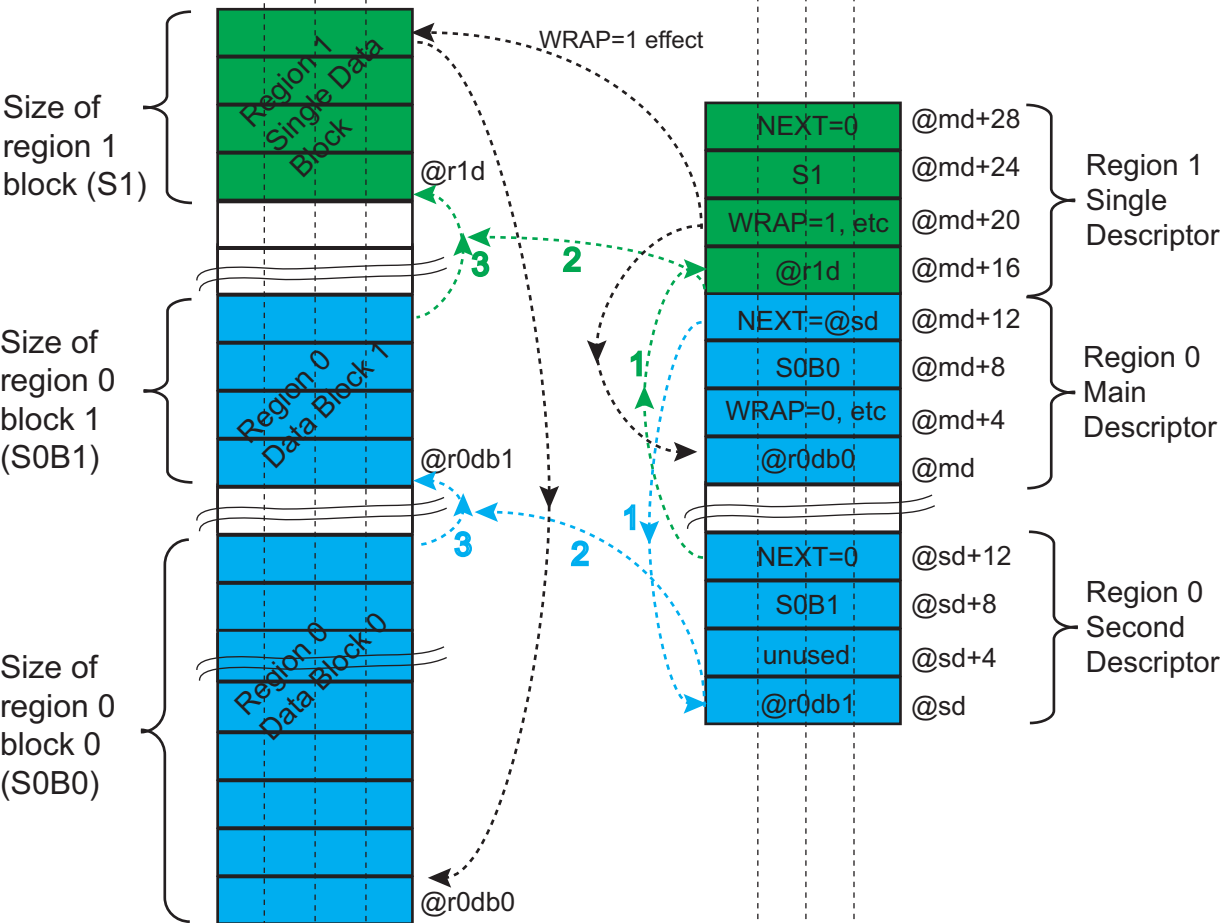 Size of
region 1
block (S1)
Region 1
Single Data
Block
@r1d
WRAP=1 effect
3
2
Size of
region 0
block 1
(S0B1)
Region 0
Data Block 1
@r0db1
3
2
1
1
Size of
region 0
block 0
(S0B0)
Region 0
Data Block 0
@r0db0
NEXT=0 @md+28
S1 @md+24
WRAP=1, etc @md+20
@r1d @md+16
Region 1
Single
Descriptor
NEXT=@sd @md+12
S0B0 @md+8
WRAP=0, etc @md+4
@r0db0 @md
Region 0
Main
Descriptor
NEXT=0 @sd+12
S0B1 @sd+8
unused @sd+4
@r0db1 @sd
Region 0
Second
Descriptor